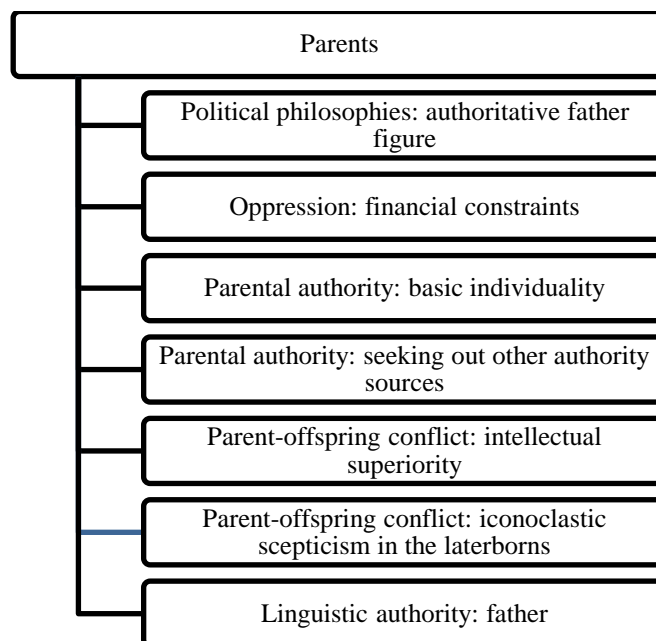 Parents
Political philosophies: authoritative father
figure
Oppression: financial constraints
Parental authority: basic individuality
Parental authority: seeking out other authority
sources
Parent-offspring conflict: intellectual
superiority
Parent-offspring conflict: iconoclastic
scepticism in the laterborns
Linguistic authority: father